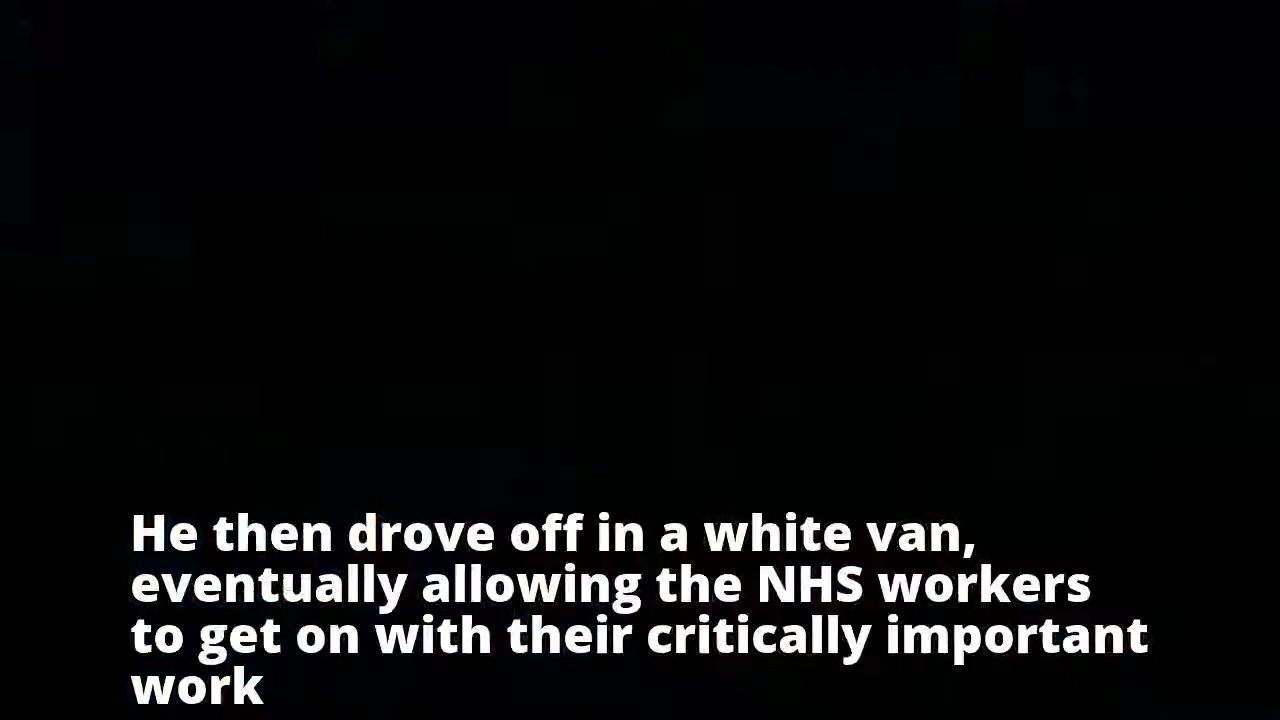 He then drove off in a white van,
eventually allowing the NHS workers
to get on with their critically important
work